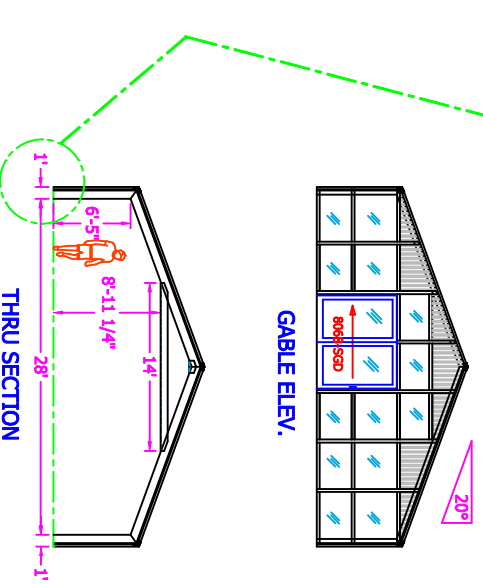 20°
8068 SGD
GABLE ELEV.
1'
6'-5"
8'-11 1/4"
14'
28'
1'
THRU SECTION